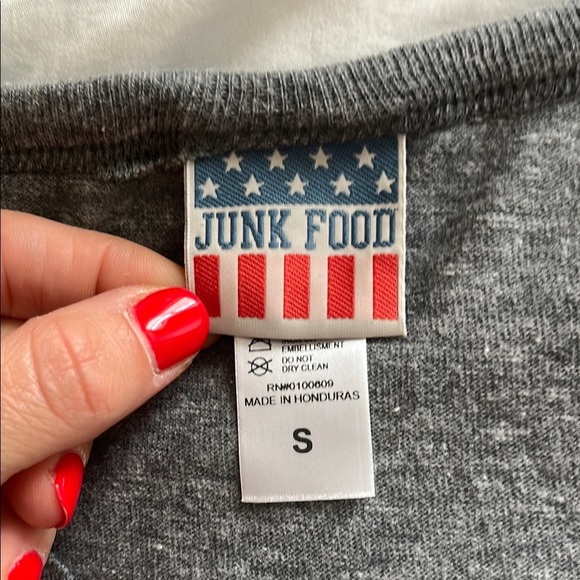 JUNK FOOD
EMBELLISMENT
DO NOT
DRY CLEAN
RN#0100609
MADE IN HONDURAS
S